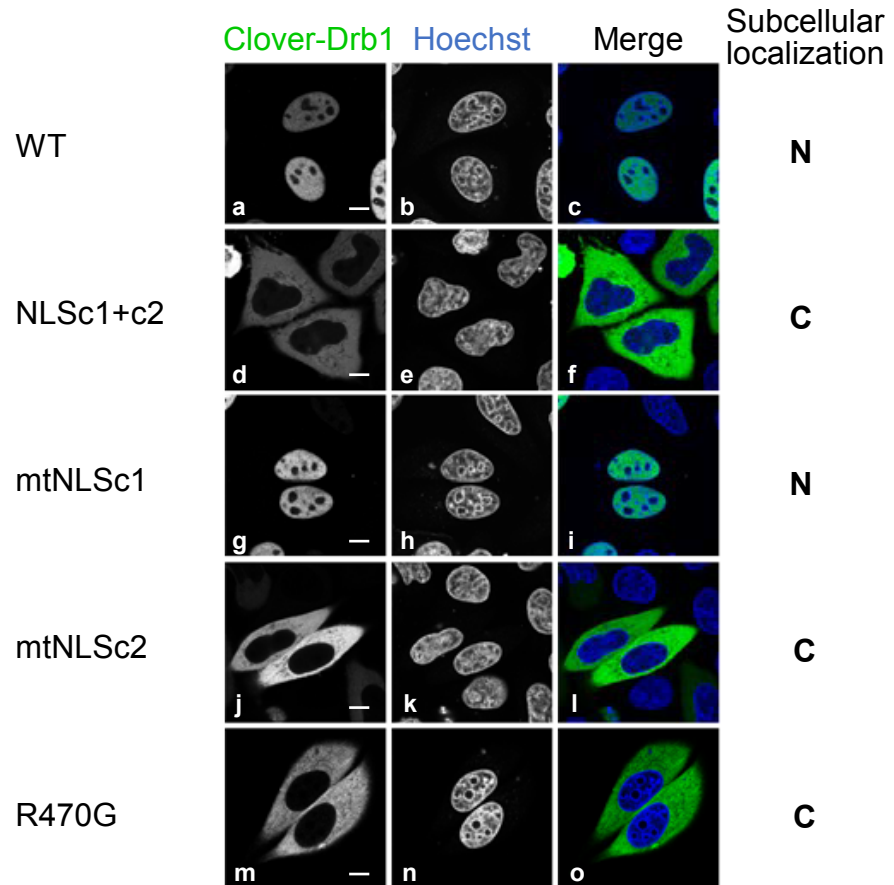 Clover-Drb1 Hoechst Merge Subcellular
localization
WT
a b c
N
NLSc1+c2
d e f
C
mtNLSc1
g h i
N
mtNLSc2
j k l
C
R470G
m n o
C